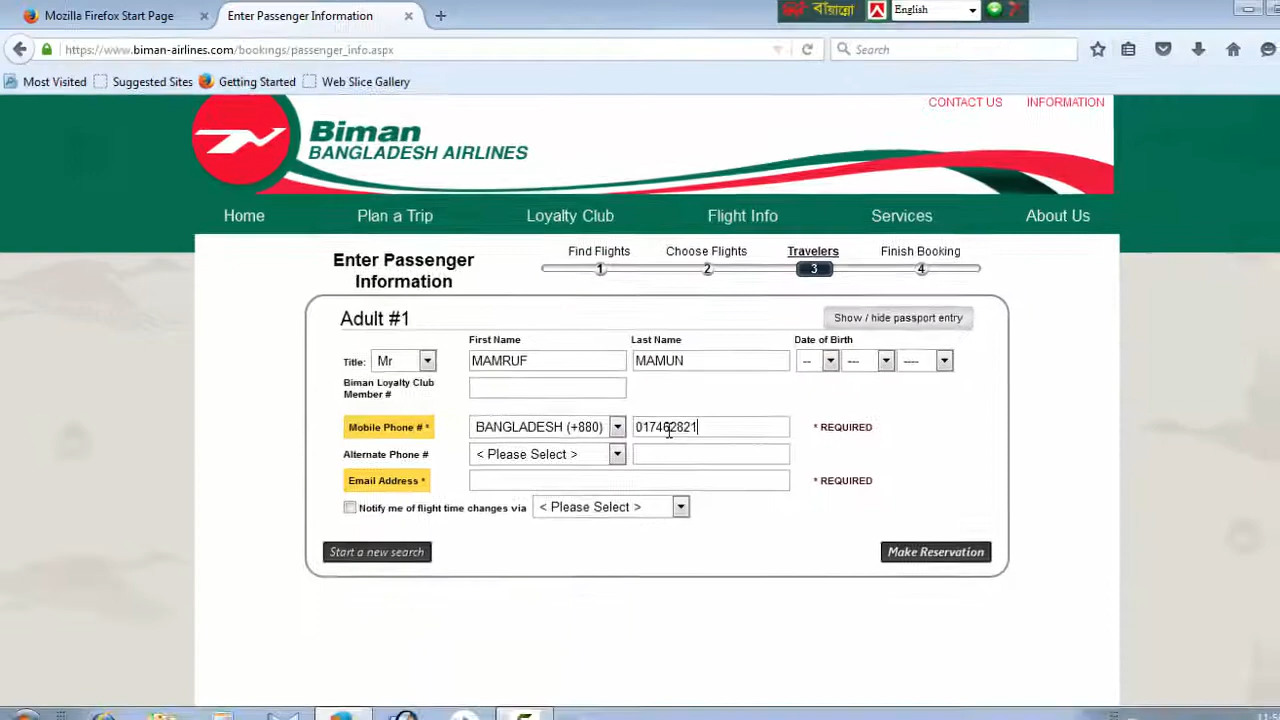 Mozilla Firefox Start Page × Enter Passenger Information × +
বাঁয়ান্নো English
https://www.biman-airlines.com/bookings/passenger_info.aspx Search
Most Visited Suggested Sites Getting Started Web Slice Gallery
CONTACT US INFORMATION
Biman
BANGLADESH AIRLINES
Home Plan a Trip Loyalty Club Flight Info Services About Us
Enter Passenger
Information
Find Flights Choose Flights Travelers Finish Booking
1 2 3 4
Adult #1 Show / hide passport entry
First Name Last Name Date of Birth
Title: Mr MAMRUF MAMUN -- --- ----
Biman Loyalty Club
Member #
Mobile Phone # * BANGLADESH (+880) 017462821 * REQUIRED
Alternate Phone # < Please Select >
Email Address * * REQUIRED
Notify me of flight time changes via < Please Select >
Start a new search Make Reservation